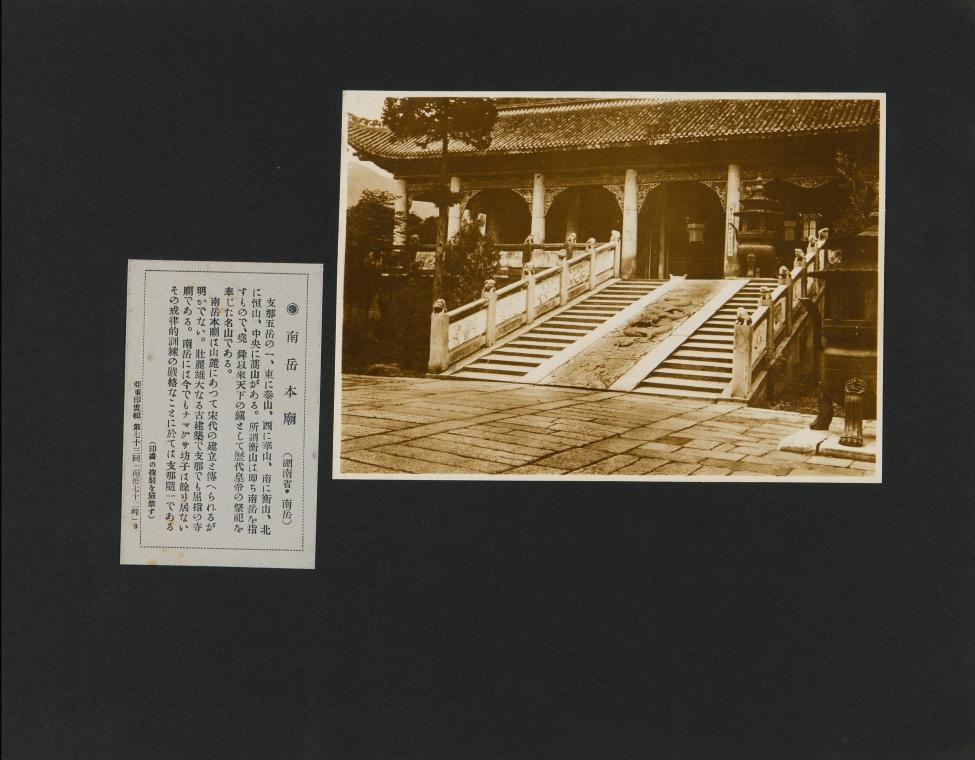 ◉ 南岳本廟 (湖南省・南岳)
支那五岳の一、東に泰山、西に華山、南に衡山、北
に恒山、中央に嵩山がある。所謂衡山は即ち南岳を指
すもので、堯、舜以來天下の鎭として歴代皇帝の祭祀を
奉じた名山である。
南岳本廟は山麓にあつて宋代の建立と傳へられるが
明かでない。壯麗雄大なる古建築で支那でも屈指の寺
廟である。南岳には今でもナマグサ坊子は餘り居ない
その戒律的訓練の嚴格なことに於ては支那隨一である
(印畫の複製を嚴禁す)
亞東印畫輯 第七十三回「南岳七十二峰」9